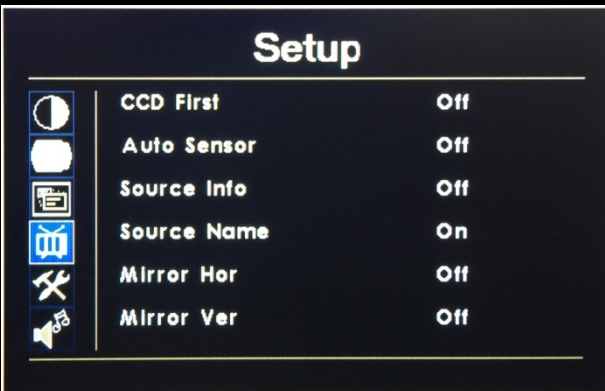 Setup
CCD First Off
Auto Sensor Off
Source Info Off
Source Name On
Mirror Hor Off
Mirror Ver Off